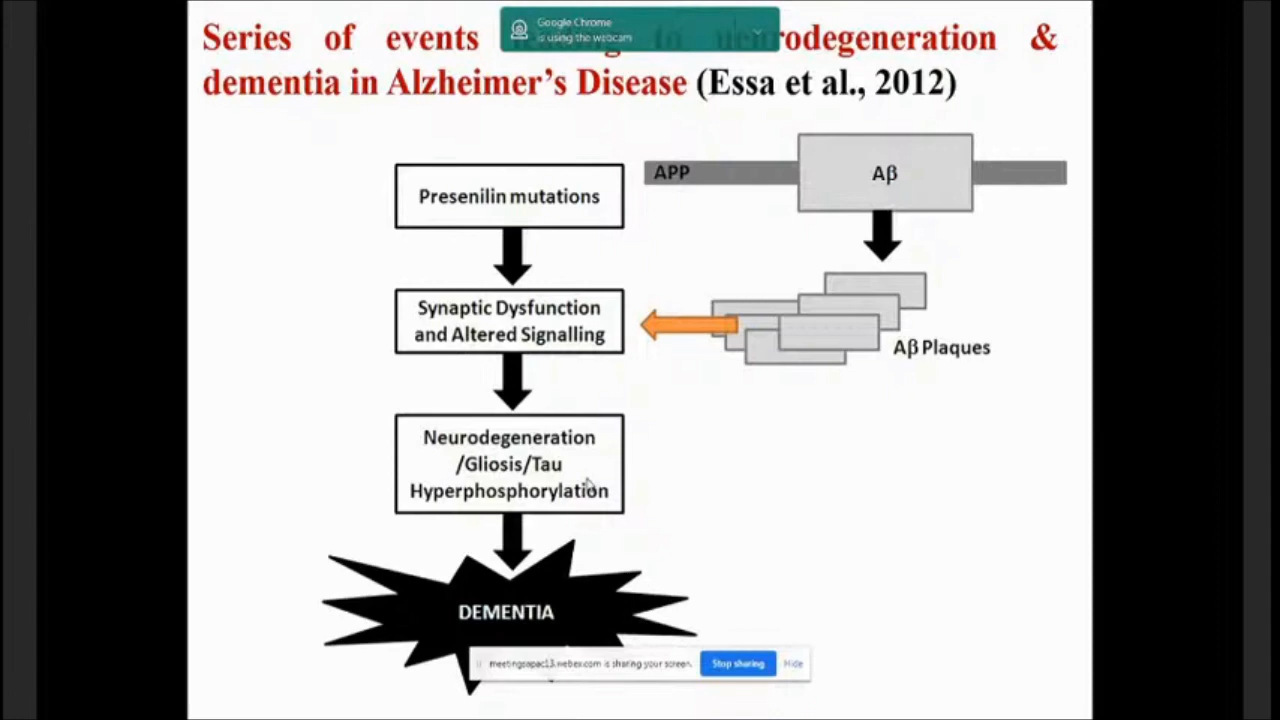 Google Chrome
is using the webcam
Series of events to neurodegeneration &
dementia in Alzheimer's Disease (Essa et al., 2012)
APP
Aβ
Presenilin mutations
Synaptic Dysfunction
and Altered Signalling
Aβ Plaques
Neurodegeneration
/Gliosis/Tau
Hyperphosphorylation
DEMENTIA
meetingsapac13.webex.com is sharing your screen.
Stop sharing
Hide